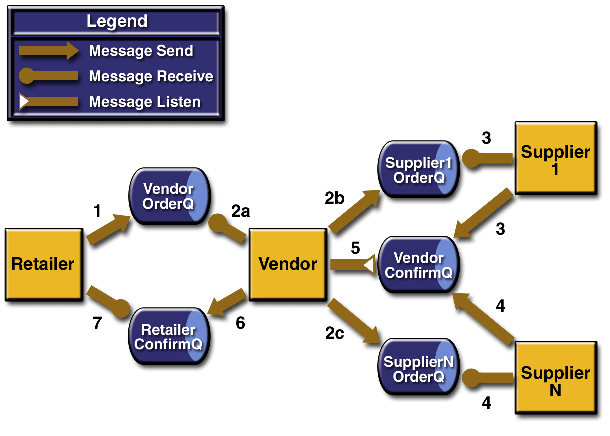 Legend
Message Send
Message Receive
Message Listen
3
Supplier
1
Supplier1
OrderQ
Vendor
OrderQ
1
2a
2b
3
5
Retailer
Vendor
Vendor
ConfirmQ
7
Retailer
ConfirmQ
6
2c
4
SupplierN
OrderQ
Supplier
N
4